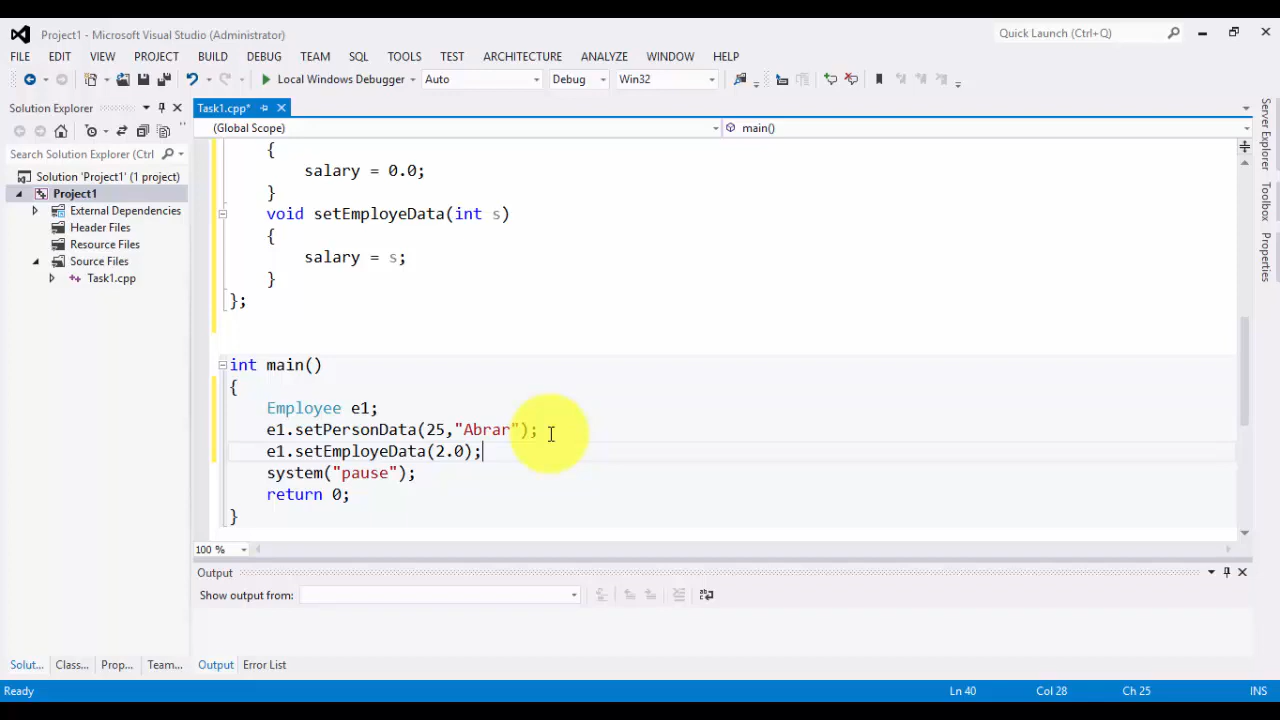 Project1 - Microsoft Visual Studio (Administrator)
Quick Launch (Ctrl+Q)
FILE EDIT VIEW PROJECT BUILD DEBUG TEAM SQL TOOLS TEST ARCHITECTURE ANALYZE WINDOW HELP
Local Windows Debugger Auto Debug Win32
Solution Explorer
Task1.cpp*
(Global Scope)
main()
Search Solution Explorer (Ctrl
Solution 'Project1' (1 project)
Project1
External Dependencies
Header Files
Resource Files
Source Files
Task1.cpp
{
salary = 0.0;
}
void setEmployeData(int s)
{
salary = s;
}
};
int main()
{
Employee e1;
e1.setPersonData(25,"Abrar");
e1.setEmployeData(2.0);
system("pause");
return 0;
}
100 %
Output
Show output from:
Solut... Class... Prop... Team...
Output Error List
Server Explorer
Toolbox
Properties
Ready
Ln 40 Col 28 Ch 25 INS